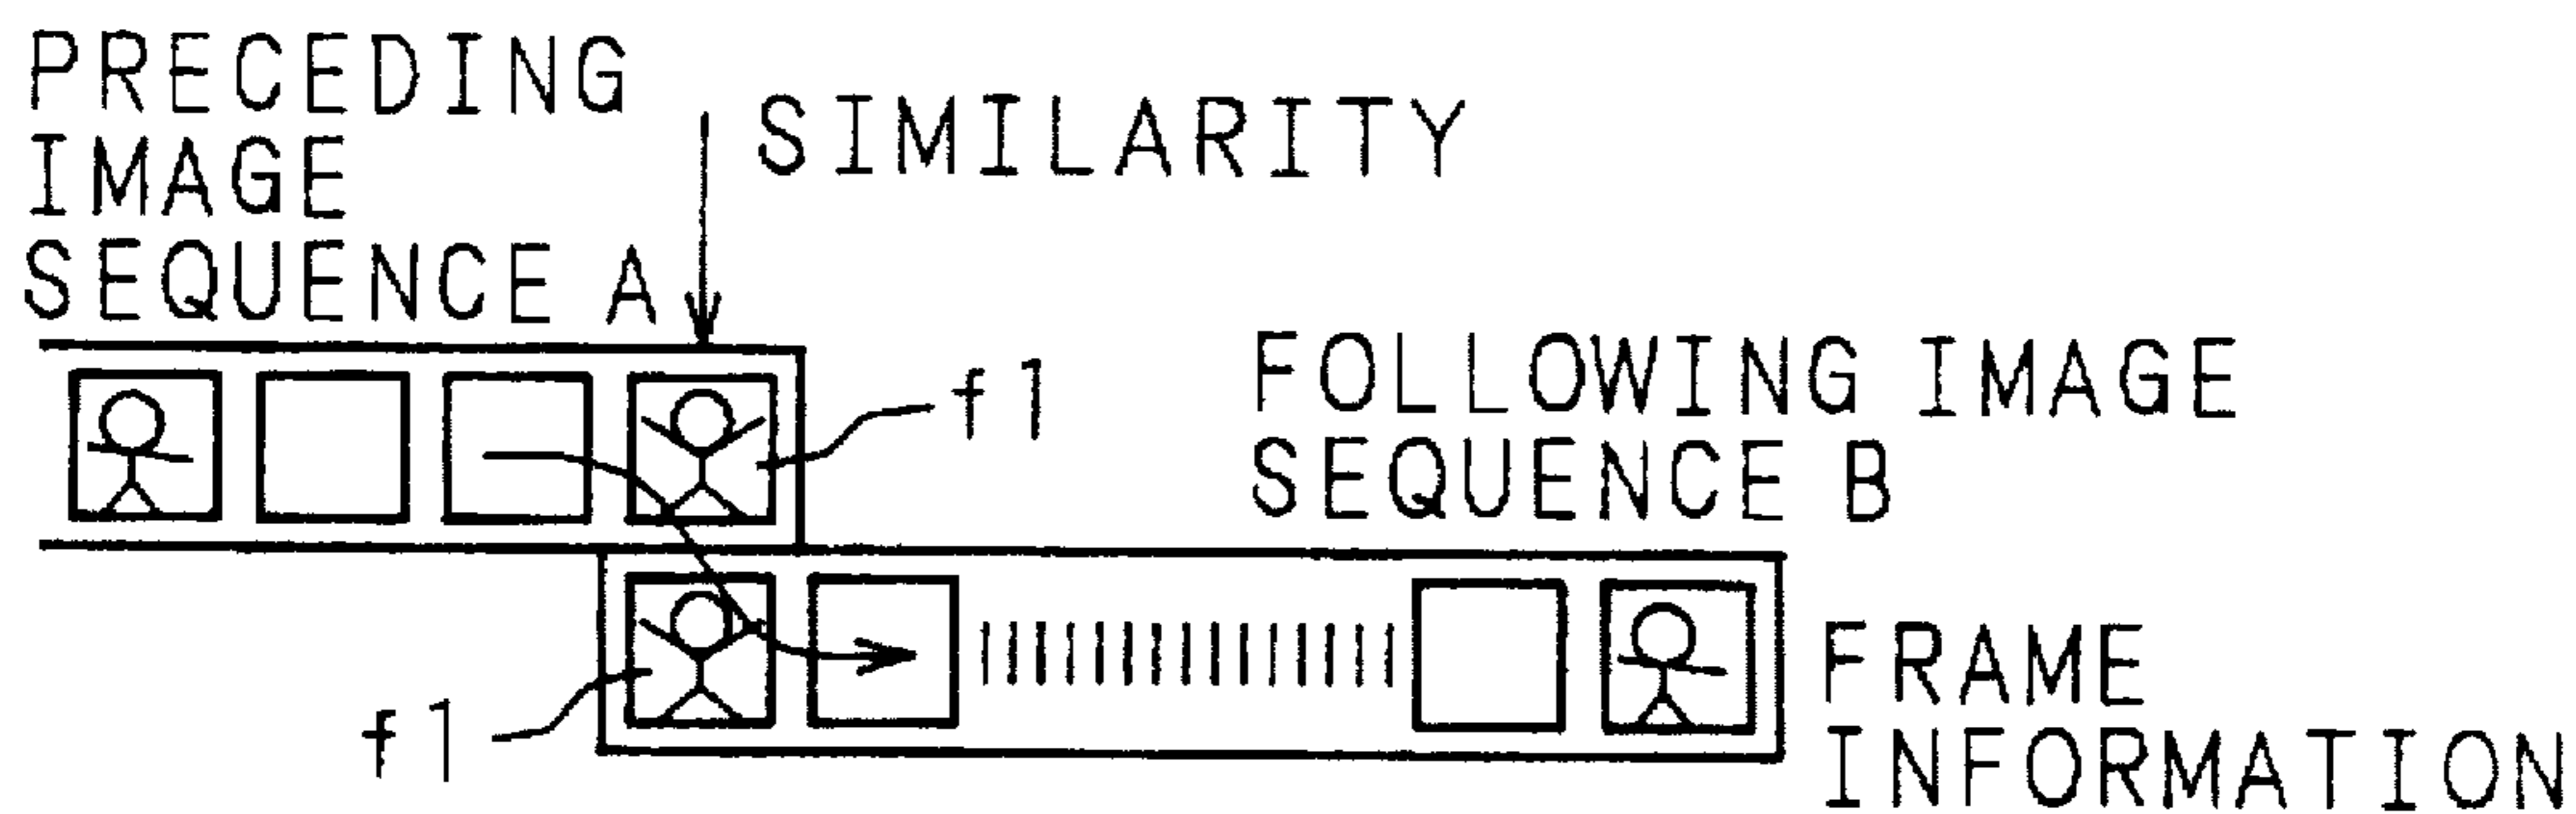 PRECEDING
IMAGE
SEQUENCE A
SIMILARITY
f1
FOLLOWING IMAGE
SEQUENCE B
f1
FRAME
INFORMATION